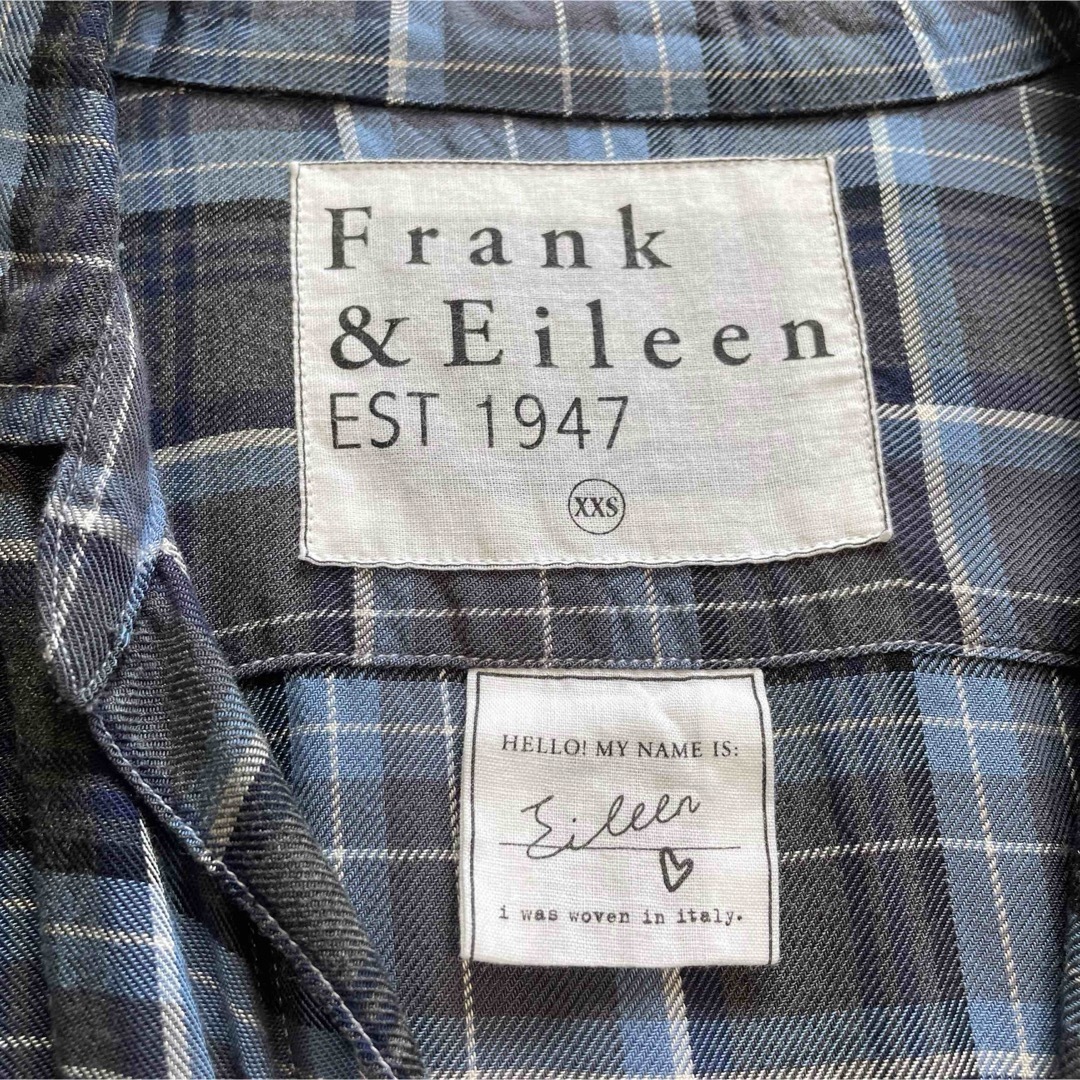 Frank
& Eileen
EST 1947
XXS
HELLO! MY NAME IS:
Eileen
i was woven in italy.